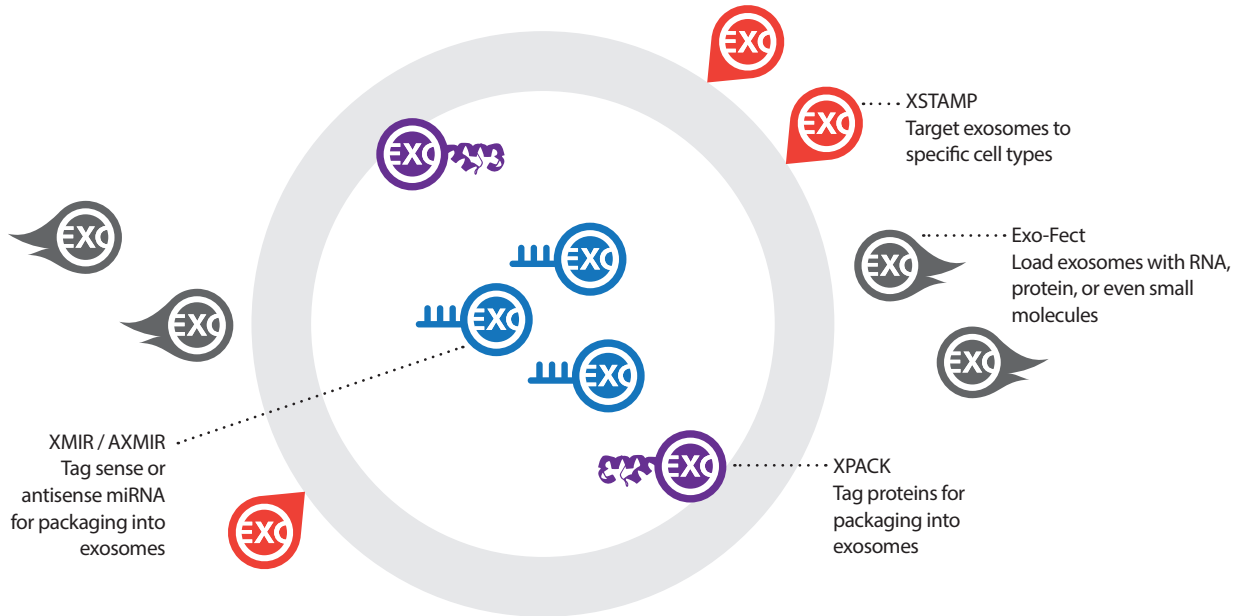 EXO
EXO
XSTAMP
Target exosomes to
specific cell types
EXO
EXO
EXO
Exo-Fect
Load exosomes with RNA,
protein, or even small
molecules
EXO
EXO
EXO
EXO
EXO
EXO
XMIR / AXMIR
Tag sense or
antisense miRNA
for packaging into
exosomes
EXO
XPACK
Tag proteins for
packaging into
exosomes
EXO